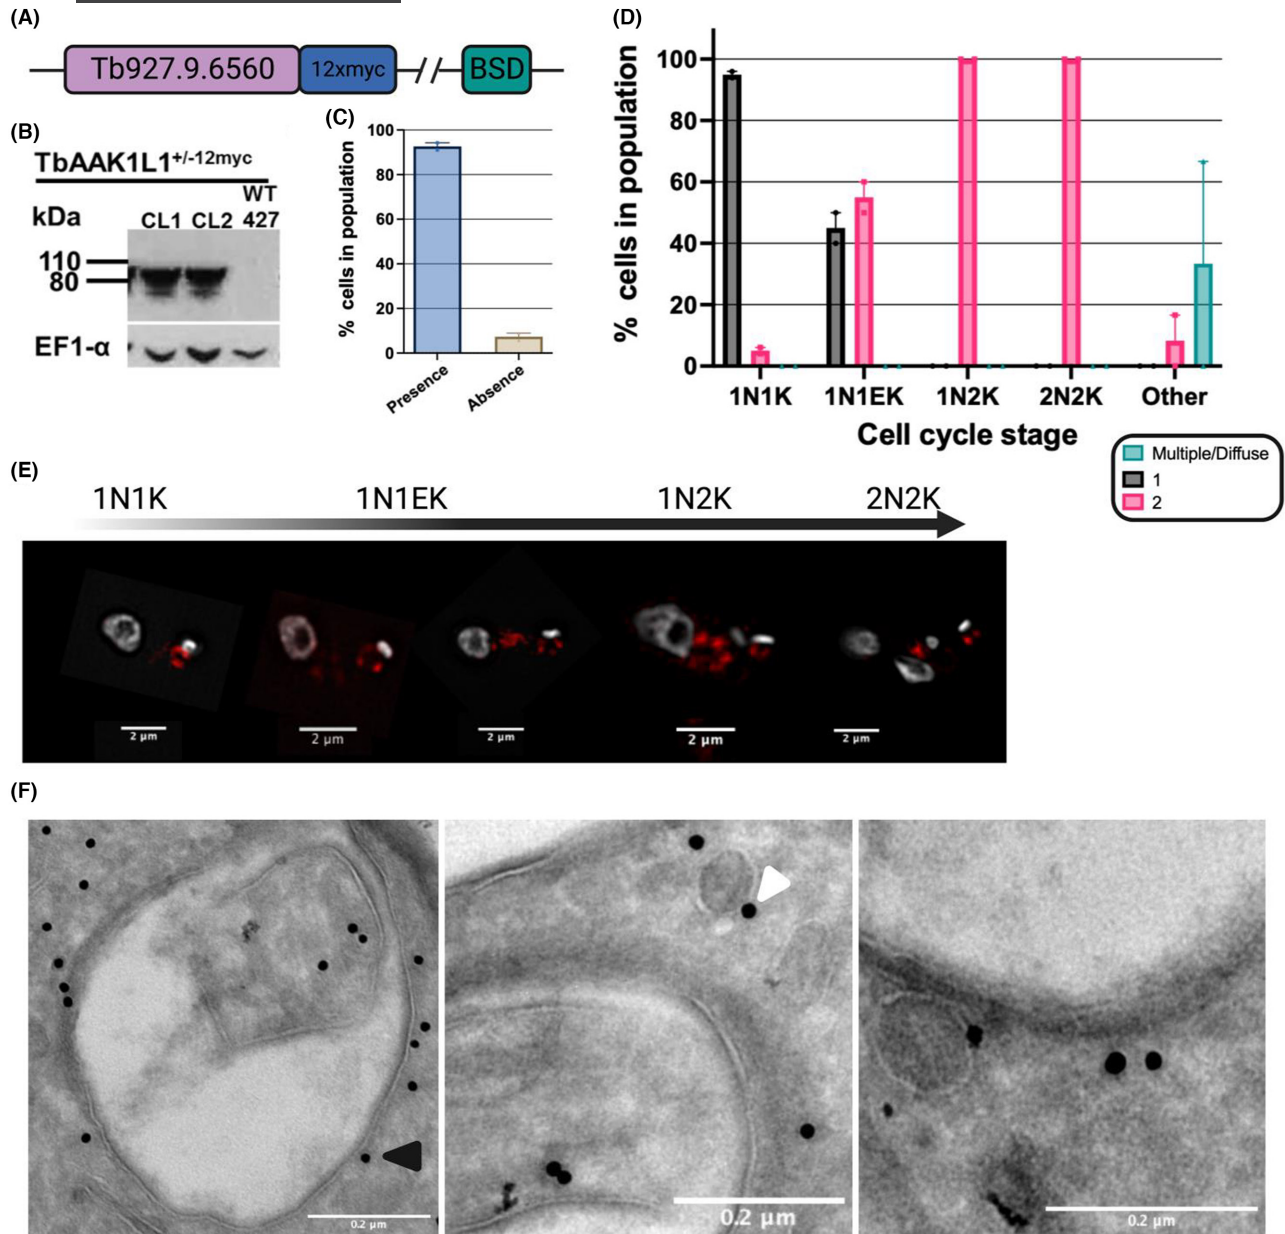 (A)
Tb927.9.6560
12xmyc
BSD
(B)
TbAAK1L1+/-12myc
WT
kDa
CL1 CL2 427
110
80
EF1-α
(C)
% cells in population
100
80
60
40
20
0
Presence
Absence
(D)
% cells in population
100
80
60
40
20
0
1N1K
1N1EK
1N2K
2N2K
Other
Cell cycle stage
Multiple/Diffuse
1
2
(E)
1N1K
1N1EK
1N2K
2N2K
2 µm
2 µm
2 µm
2 µm
2 µm
(F)
0.2 µm
0.2 µm
0.2 µm